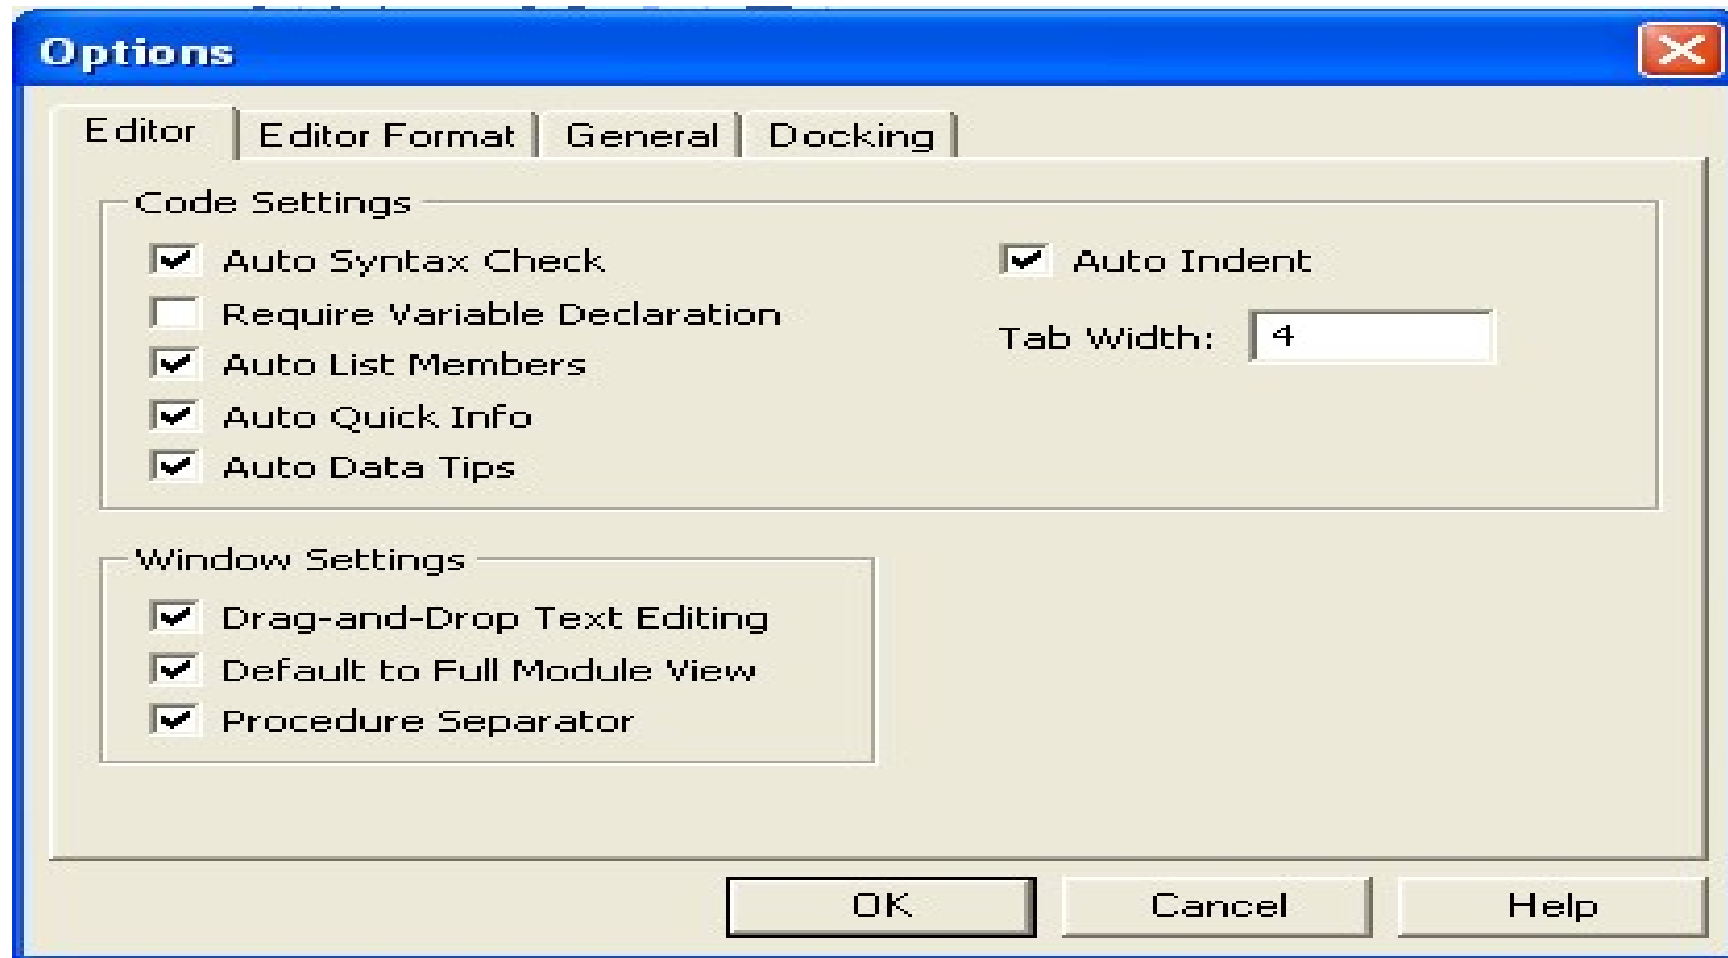 Options
Editor Editor Format General Docking
Code Settings
Auto Syntax Check Auto Indent
Require Variable Declaration
Tab Width: 4
Auto List Members
Auto Quick Info
Auto Data Tips
Window Settings
Drag-and-Drop Text Editing
Default to Full Module View
Procedure Separator
OK Cancel Help